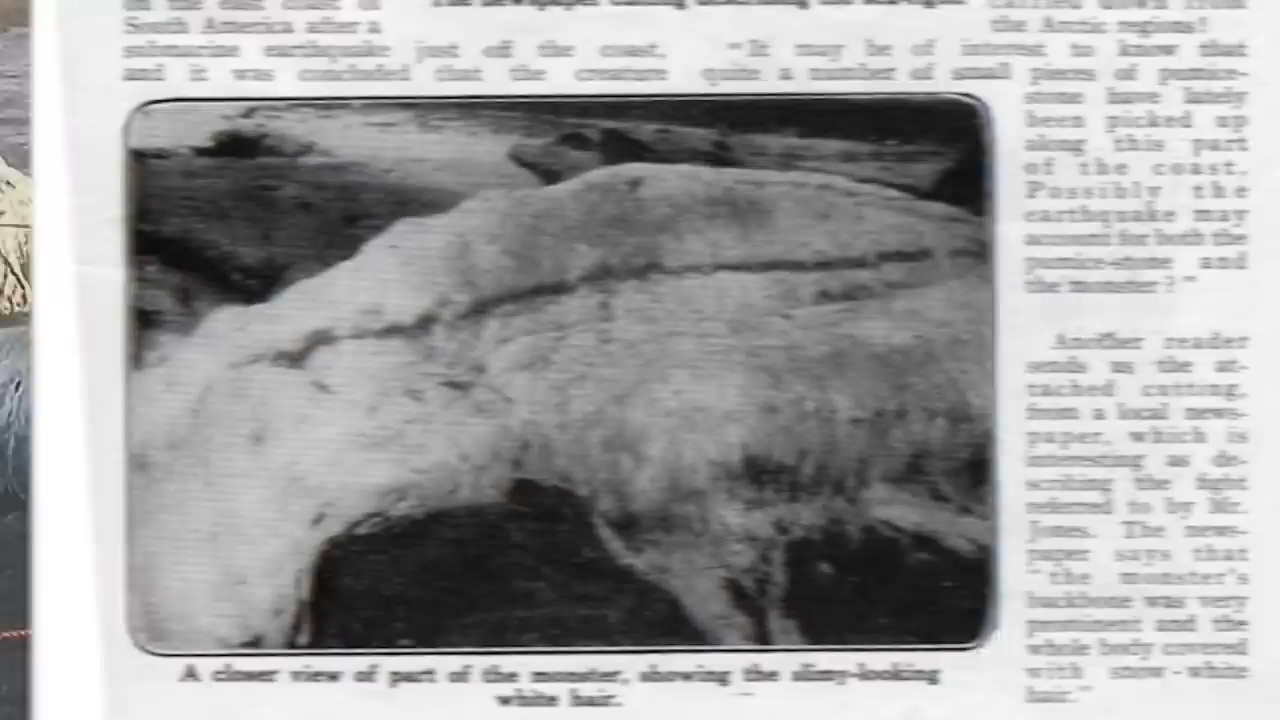 South America after a
submarine earthquake just off the coast,
and it was concluded that the creature
the Arctic regions!
"It may be of interest to know that
quite a number of small pieces of pumice-
stone have lately
been picked up
along this part
of the coast.
Possibly the
earthquake may
account for both the
pumice-stone and
the monster?"
Another reader
sends us the at-
tached cutting,
from a local news-
paper, which is
interesting as de-
scribing the fight
referred to by Mr.
Jones. The news-
paper says that
"the monster's
backbone was very
prominent and the
whole body covered
with snow-white
hair."
A closer view of part of the monster, showing the slimy-looking
white hair.